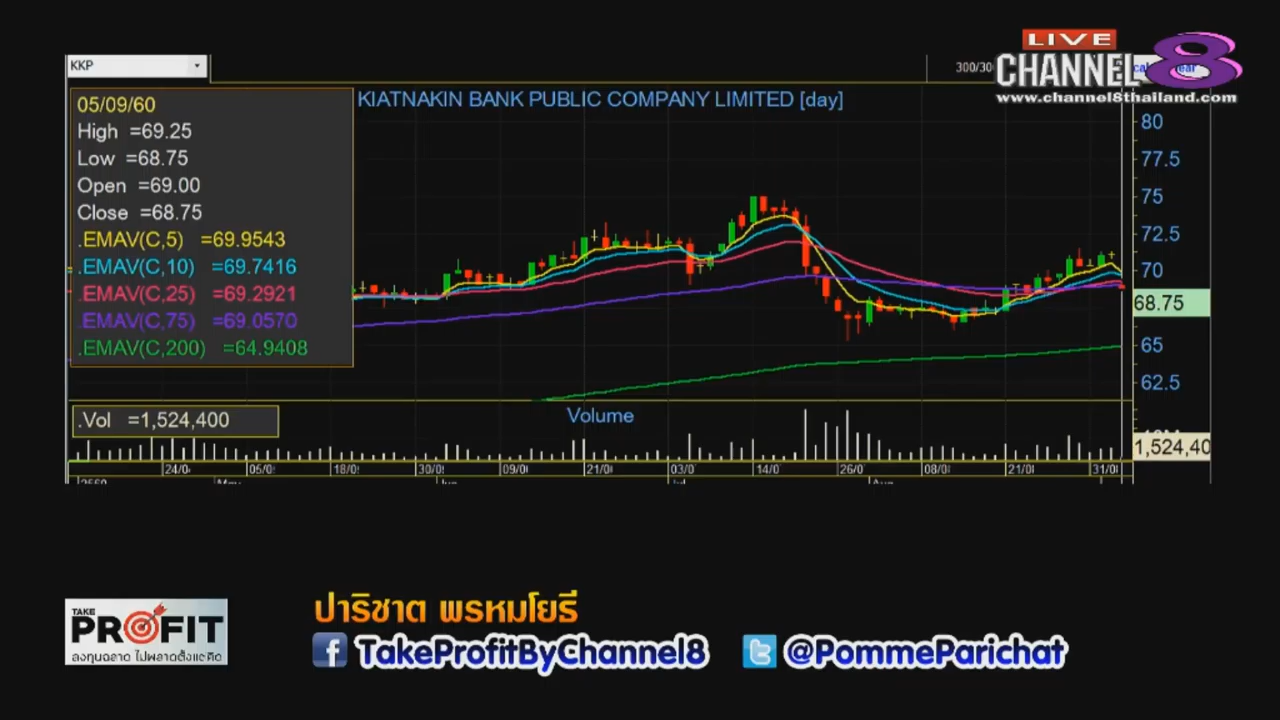 KKP
300/30
LIVE
CHANNEL 8
www.channel8thailand.com
05/09/60
High =69.25
Low =68.75
Open =69.00
Close =68.75
.EMAV(C,5) =69.9543
.EMAV(C,10) =69.7416
.EMAV(C,25) =69.2921
.EMAV(C,75) =69.0570
.EMAV(C,200) =64.9408
KIATNAKIN BANK PUBLIC COMPANY LIMITED [day]
80
77.5
75
72.5
70
68.75
65
62.5
.Vol =1,524,400
Volume
1,524,40
24/0 05/0 18/0 30/0 09/0 21/0 03/0 14/0 26/0 08/0 21/0 31/0
TAKE
PROFIT
ลงทุนฉลาด ไม่พลาดตั้งแต่คิด
ปาริชาต พรหมโยธี
TakeProfitByChannel8
@PommeParichat